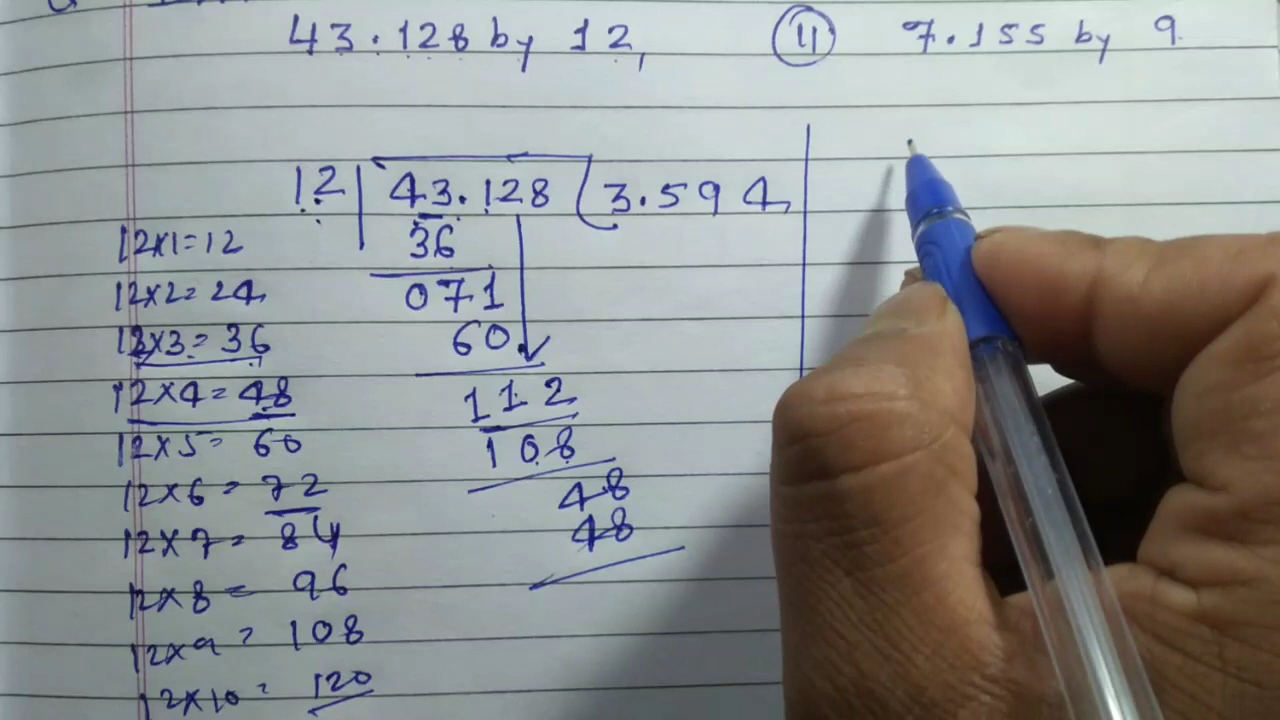 43.128 by 12, (11) 7.155 by 9
12 43.128 3.594
12x1=12 36
12x2=24 071
12x3=36 60
12x4=48 112
12x5=60 108
12x6=72 48
12x7=84 48
12x8=96
12x9=108
12x10=120